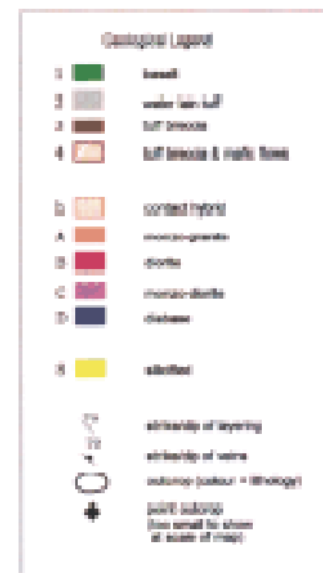 Geological Legend
1 basalt
2 water lain tuff
3 tuff breccia
4 tuff breccia & mafic flows
b contact hybrid
A monzo-granite
B diorite
C monzo-diorite
D diabase
S silicified
strike/dip of layering
strike/dip of veins
outcrop (colour = lithology)
point outcrop
(too small to show
at scale of map)